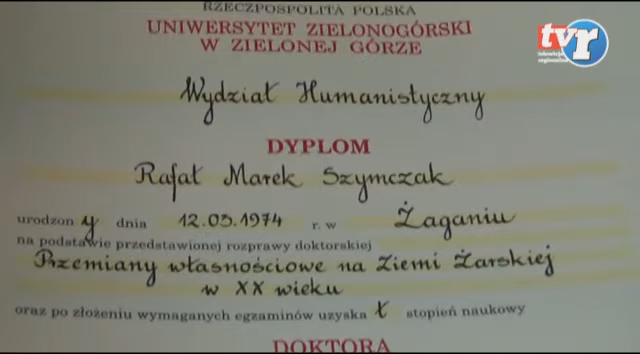 RZECZPOSPOLITA POLSKA
UNIWERSYTET ZIELONOGÓRSKI
W ZIELONEJ GÓRZE
tvr
telewizja
regionalna
Wydział Humanistyczny
DYPLOM
Rafał Marek Szymczak
urodzon y dnia 12.03.1974 r. w Żaganiu
na podstawie przedstawionej rozprawy doktorskiej
Przemiany własnościowe na Ziemi Żarskiej
w XX wieku
oraz po złożeniu wymaganych egzaminów uzyska ł stopień naukowy
DOKTORA